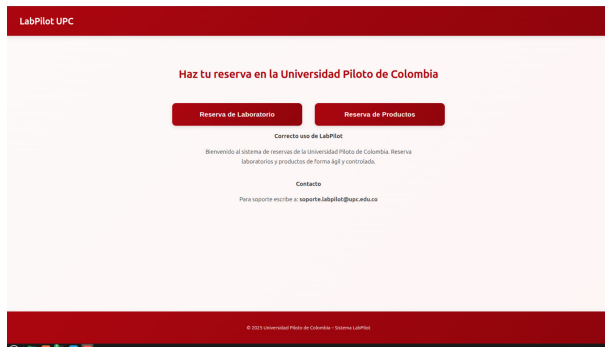 LabPilot UPC
Haz tu reserva en la Universidad Piloto de Colombia
Reserva de Laboratorio
Reserva de Productos
Correcto uso de LabPilot
Bienvenido al sistema de reservas de la Universidad Piloto de Colombia. Reserva
laboratorios y productos de forma ágil y controlada.
Contacto
Para soporte escribe a: soporte.labpilot@upc.edu.co
© 2025 Universidad Piloto de Colombia – Sistema LabPilot